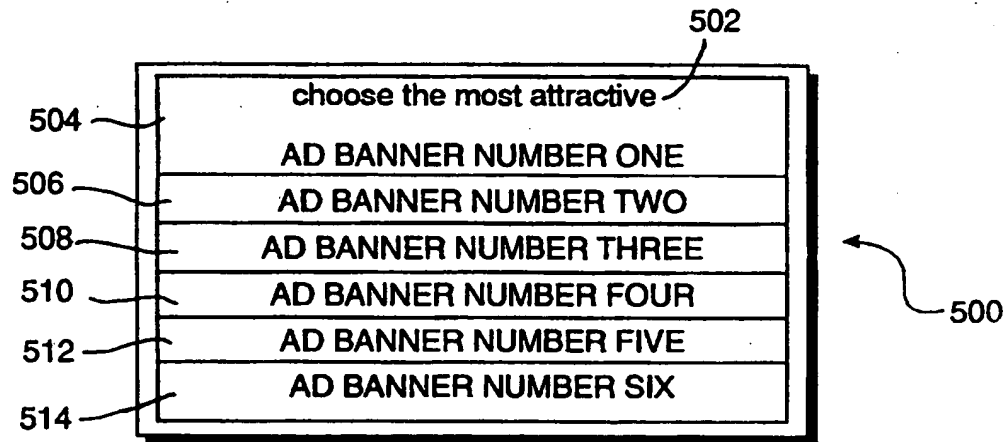 502
choose the most attractive
504
AD BANNER NUMBER ONE
506
AD BANNER NUMBER TWO
508
AD BANNER NUMBER THREE
510
AD BANNER NUMBER FOUR
500
512
AD BANNER NUMBER FIVE
514
AD BANNER NUMBER SIX